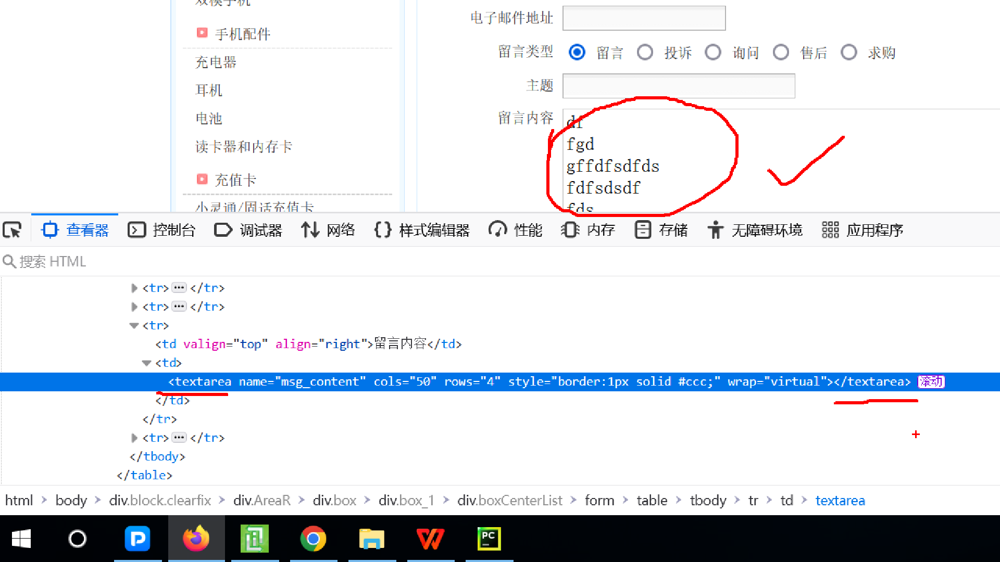 双模手机
手机配件
充电器
耳机
电池
读卡器和内存卡
充值卡
小灵通/固话充值卡
电子邮件地址
留言类型 留言 投诉 询问 售后 求购
主题
留言内容
df
fgd
gffdfsdfds
fdfsdsdf
fds
查看器 控制台 调试器 网络 样式编辑器 性能 内存 存储 无障碍环境 应用程序
搜索 HTML
<tr>···</tr>
<tr>···</tr>
<tr>
<td valign="top" align="right">留言内容</td>
<td>
<textarea name="msg_content" cols="50" rows="4" style="border:1px solid #ccc;" wrap="virtual"></textarea> 滚动
</td>
</tr>
<tr>···</tr>
</tbody>
</table>
html > body > div.block.clearfix > div.AreaR > div.box > div.box_1 > div.boxCenterList > form > table > tbody > tr > td > textarea
PC